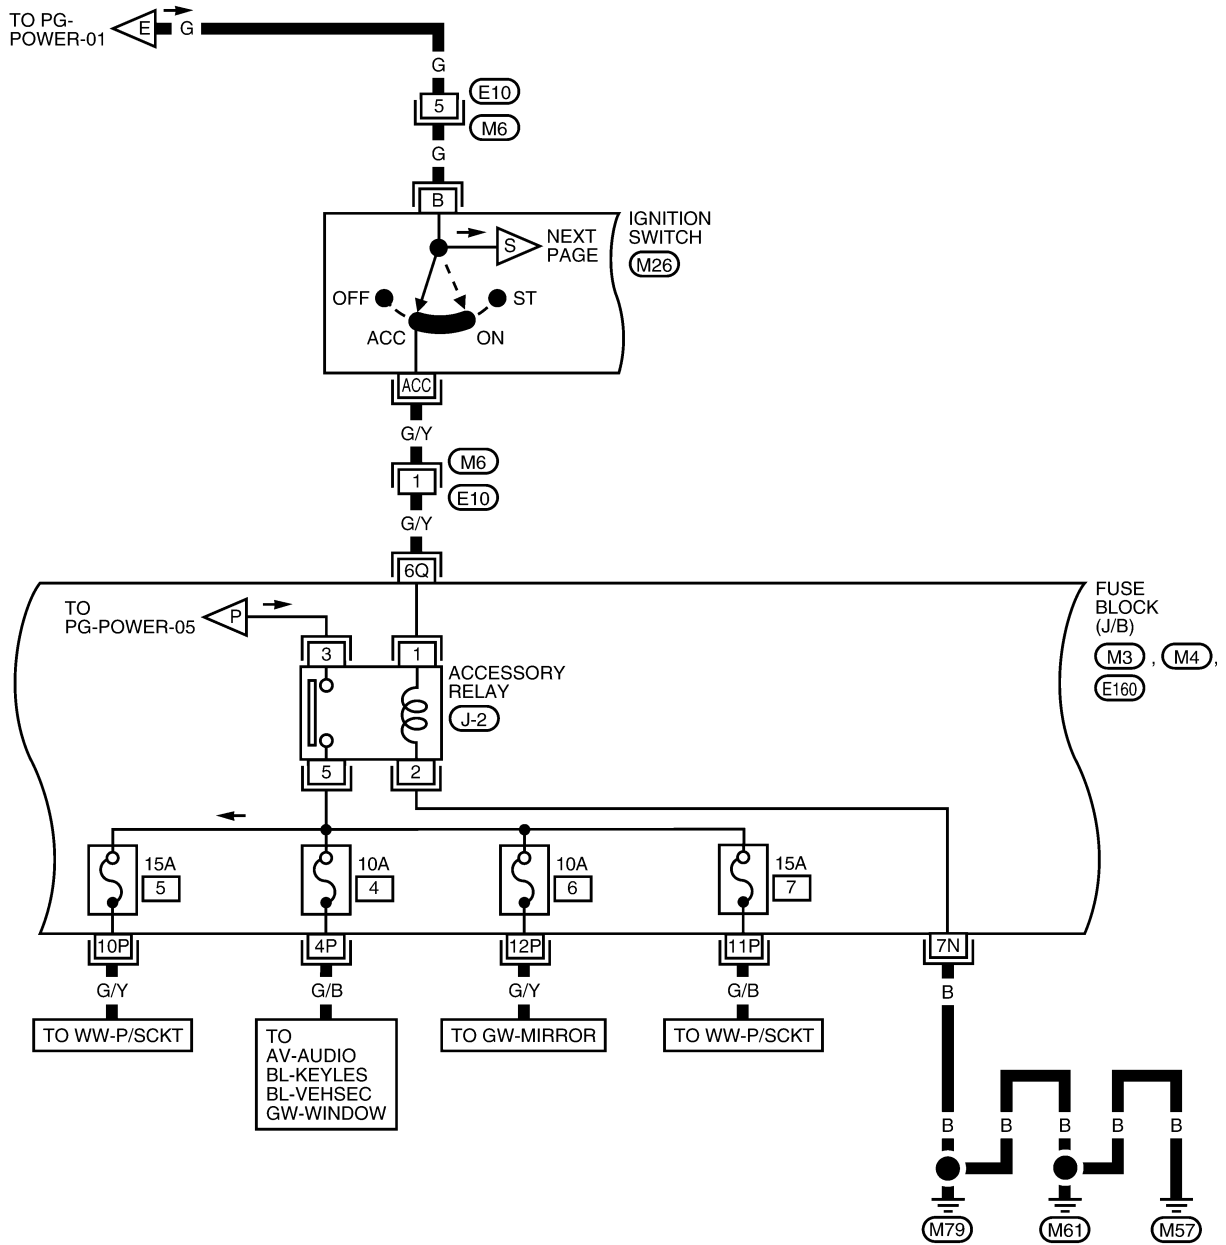 TO PG-
POWER-01
E
G
G
5
E10
M6
G
B
IGNITION
SWITCH
M26
S
NEXT
PAGE
OFF
ST
ACC
ON
ACC
G/Y
M6
1
E10
G/Y
6Q
FUSE
BLOCK
(J/B)
M3 , M4 ,
E160
TO
PG-POWER-05
P
3
1
ACCESSORY
RELAY
J-2
5
2
15A
5
10A
4
10A
6
15A
7
10P
4P
12P
11P
7N
G/Y
G/B
G/Y
G/B
B
TO WW-P/SCKT
TO
AV-AUDIO
BL-KEYLES
BL-VEHSEC
GW-WINDOW
TO GW-MIRROR
TO WW-P/SCKT
B
B
B
B
B
M79
M61
M57